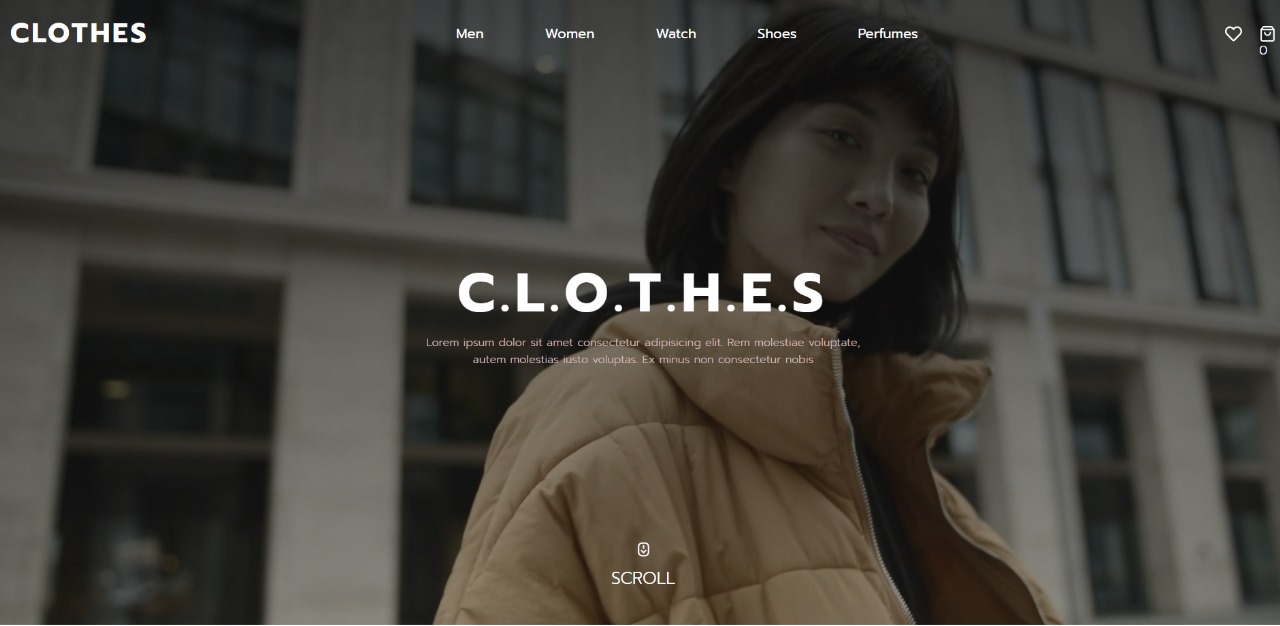 CLOTHES
Men Women Watch Shoes Perfumes
0
C.L.O.T.H.E.S
Lorem ipsum dolor sit amet consectetur adipisicing elit. Rem molestiae voluptate,
autem molestias iusto voluptas. Ex minus non consectetur nobis
SCROLL